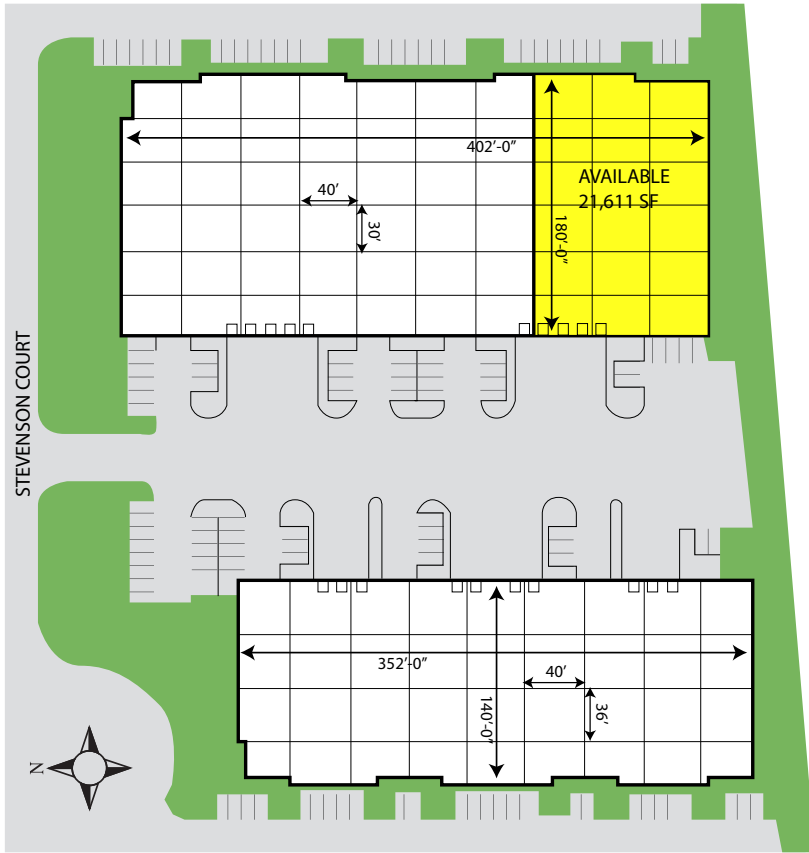 402'-0"
AVAILABLE
21,611 SF
40'
30'
180'-0"
STEVENSON COURT
352'-0"
40'
36'
140'-0"
N